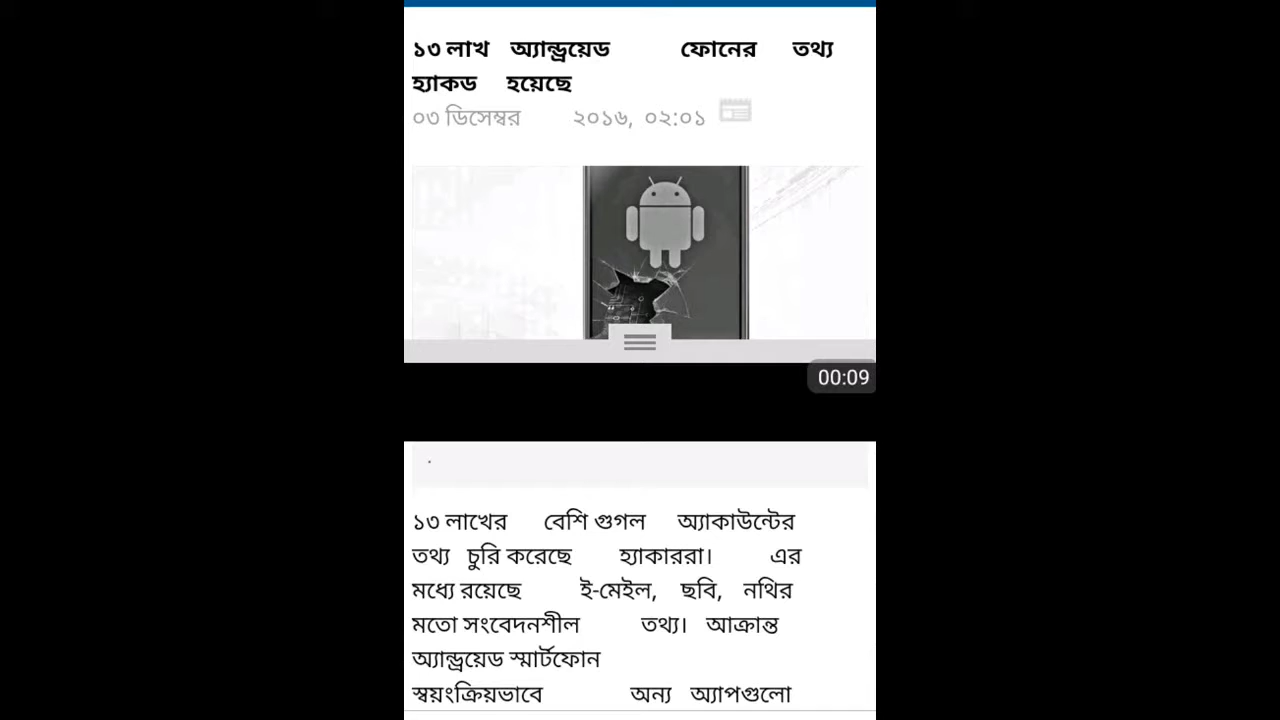 ১৩ লাখ অ্যান্ড্রয়েড ফোনের তথ্য
হ্যাকড হয়েছে
০৩ ডিসেম্বর ২০১৬, ০২:০১
00:09
১৩ লাখের বেশি গুগল অ্যাকাউন্টের
তথ্য চুরি করেছে হ্যাকাররা। এর
মধ্যে রয়েছে ই-মেইল, ছবি, নথির
মতো সংবেদনশীল তথ্য। আক্রান্ত
অ্যান্ড্রয়েড স্মার্টফোন
স্বয়ংক্রিয়ভাবে অন্য অ্যাপগুলো